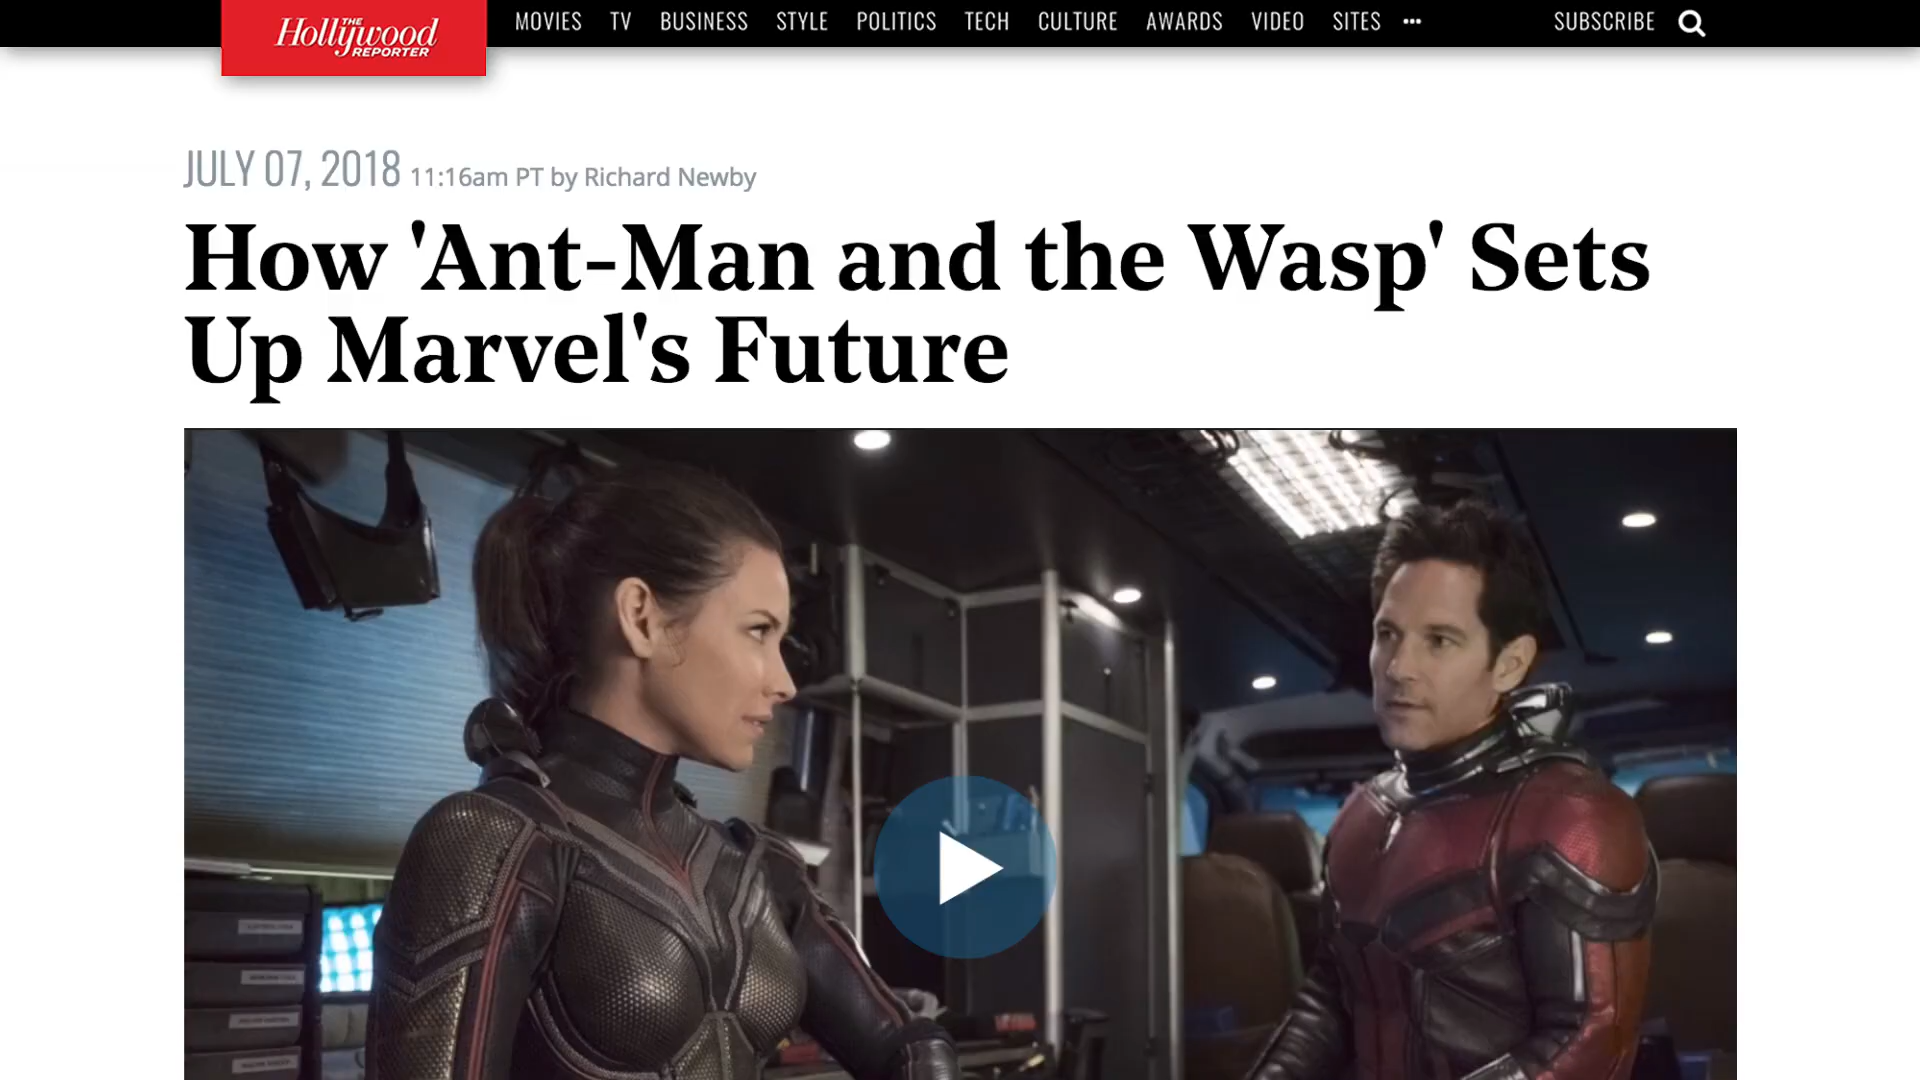 THE
Hollywood
REPORTER
MOVIES TV BUSINESS STYLE POLITICS TECH CULTURE AWARDS VIDEO SITES ••• SUBSCRIBE
JULY 07, 2018 11:16am PT by Richard Newby
How 'Ant-Man and the Wasp' Sets
Up Marvel's Future